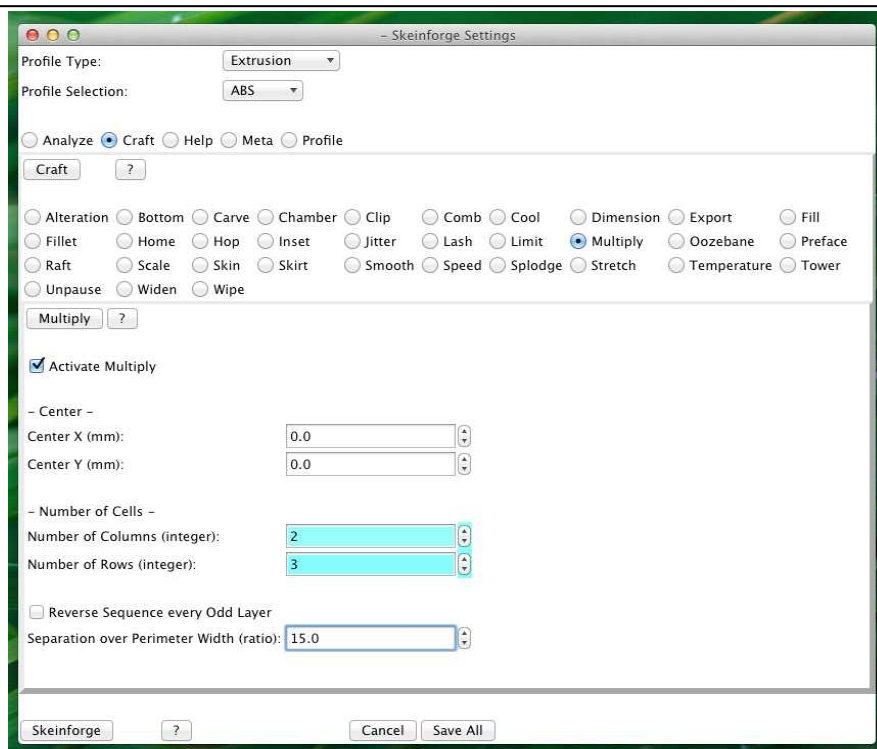 – Skeinforge Settings
Profile Type: Extrusion
Profile Selection: ABS
Analyze Craft Help Meta Profile
Craft ?
Alteration Bottom Carve Chamber Clip Comb Cool Dimension Export Fill
Fillet Home Hop Inset Jitter Lash Limit Multiply Oozebane Preface
Raft Scale Skin Skirt Smooth Speed Splodge Stretch Temperature Tower
Unpause Widen Wipe
Multiply ?
Activate Multiply
– Center –
Center X (mm): 0.0
Center Y (mm): 0.0
– Number of Cells –
Number of Columns (integer): 2
Number of Rows (integer): 3
Reverse Sequence every Odd Layer
Separation over Perimeter Width (ratio): 15.0
Skeinforge ? Cancel Save All